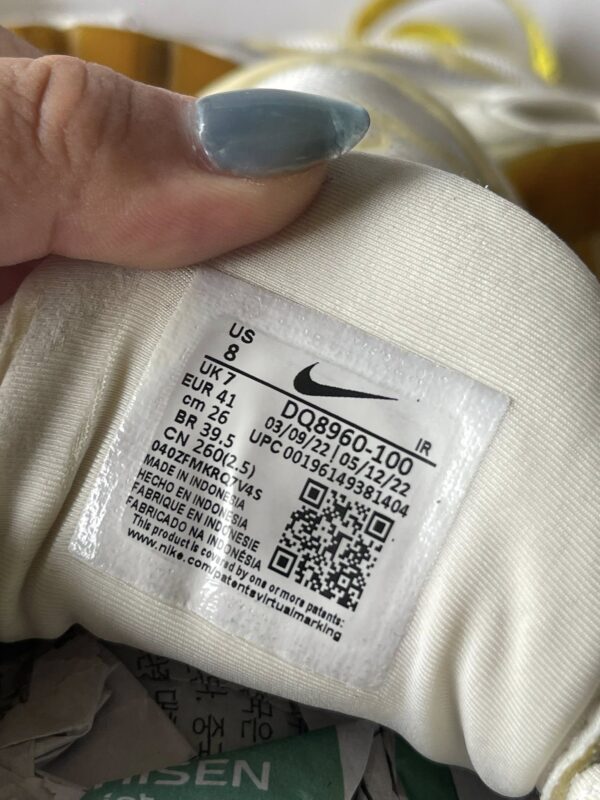 US
8
UK 7
EUR 41
cm 26
BR 39.5
CN 260(2.5)
DQ8960-100
IR
03/09/22 | 05/12/22
UPC 00196149381404
040ZFMKRQ7V4S
MADE IN INDONESIA
HECHO EN INDONESIA
FABRIQUE EN INDONESIE
FABRICADO NA INDONÉSIA
This product is covered by one or more patents:
www.nike.com/patentsvirtualmarking